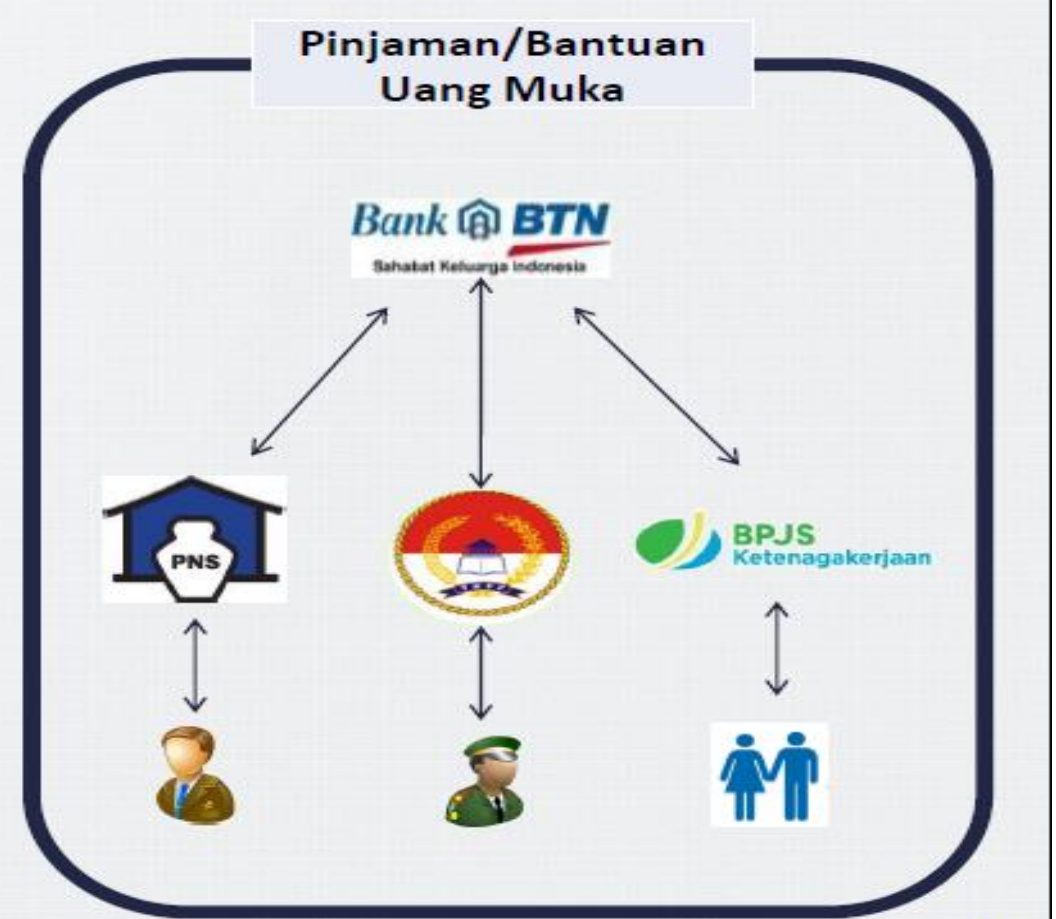 Pinjaman/Bantuan
Uang Muka
Bank BTN
Sahabat Keluarga Indonesia
PNS
BPJS
Ketenagakerjaan